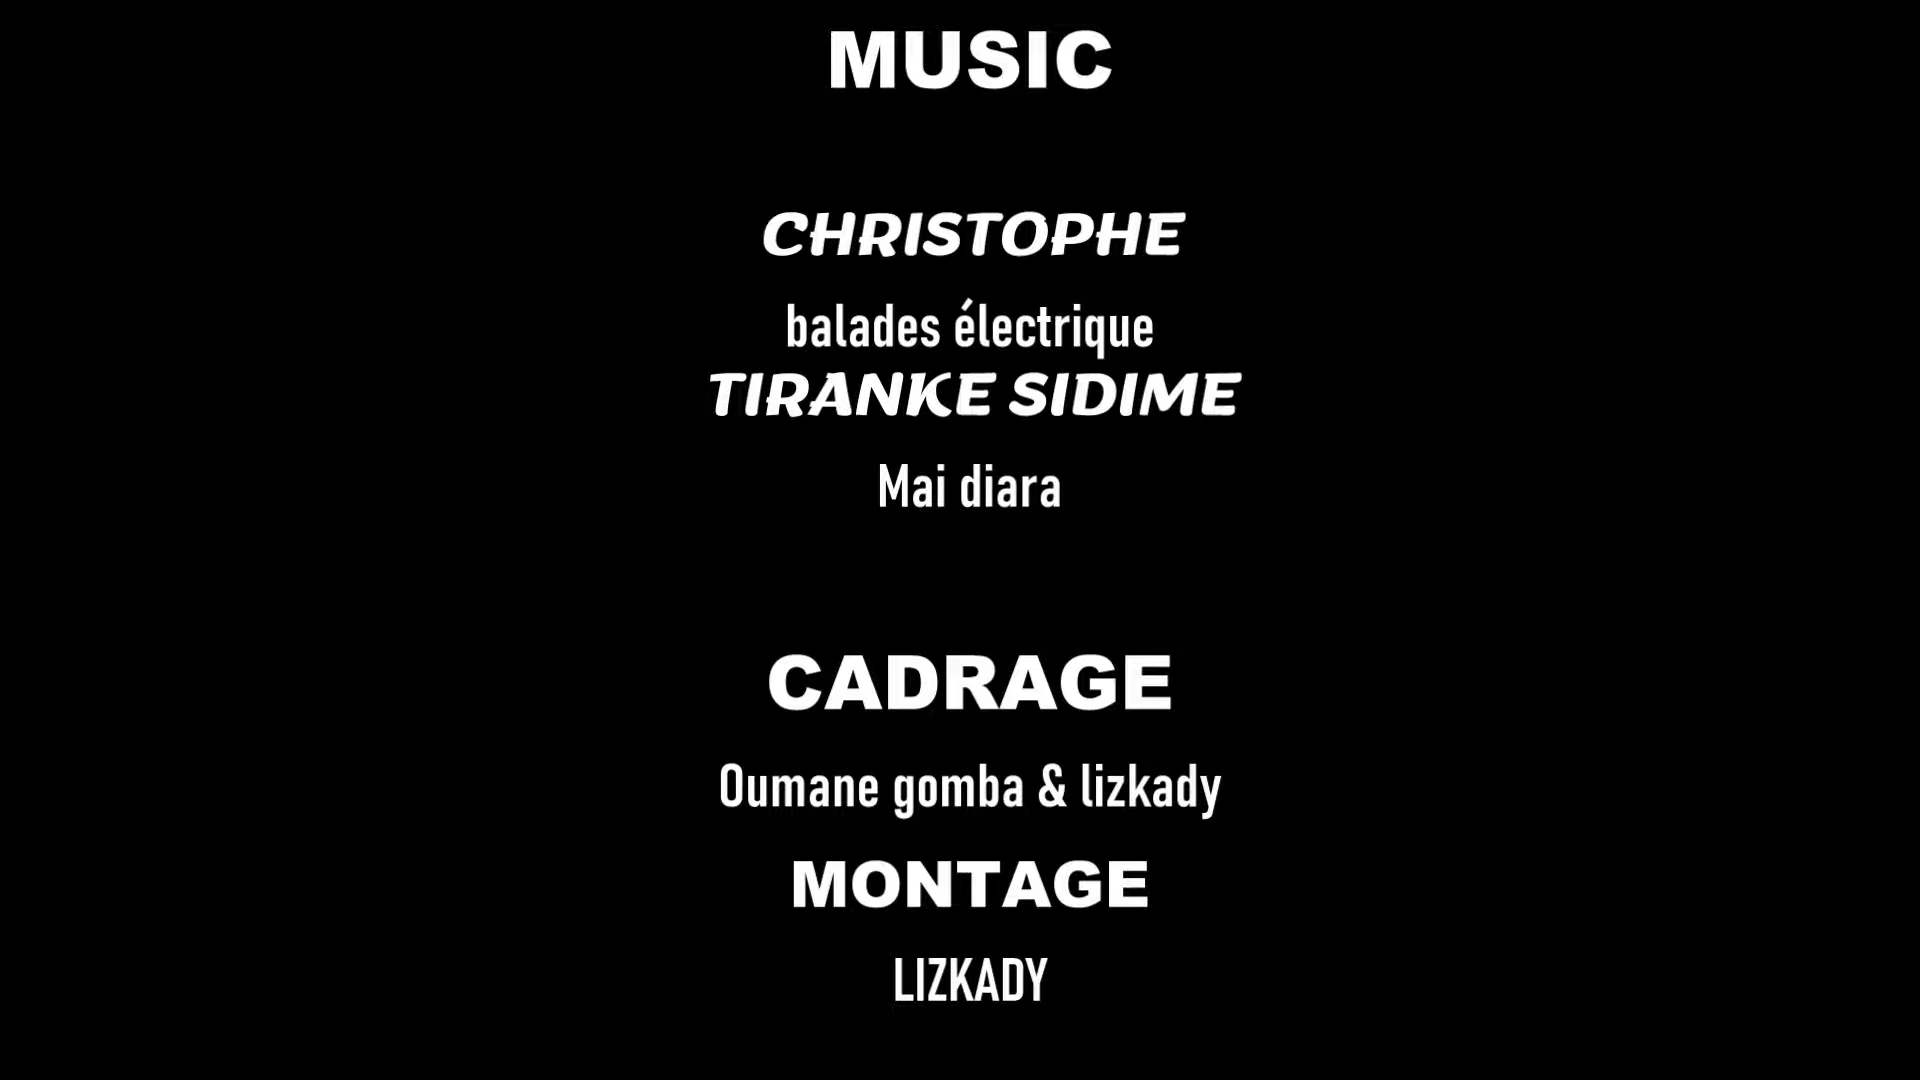 MUSIC
CHRISTOPHE
balades électrique
TIRANKE SIDIME
Mai diara
CADRAGE
Oumane gomba & lizkady
MONTAGE
LIZKADY